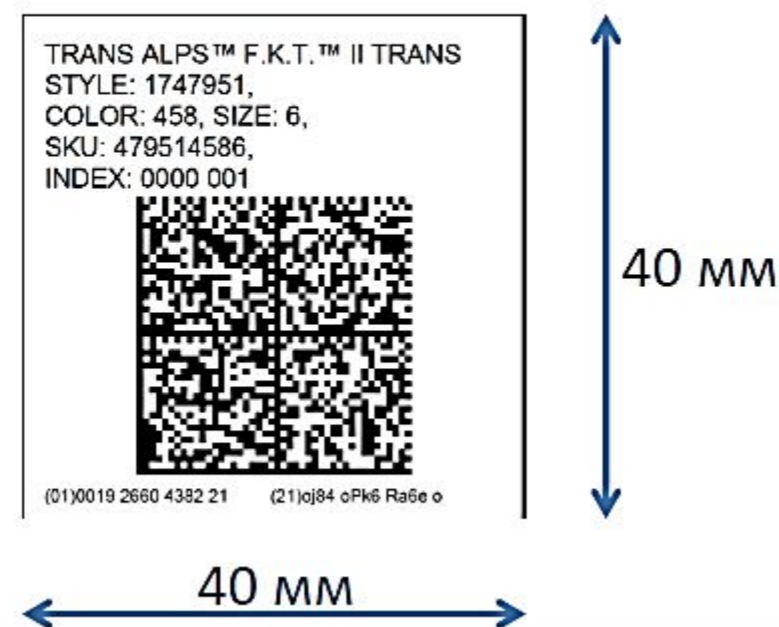 TRANS ALPS™ F.K.T.™ II TRANS
STYLE: 1747951,
COLOR: 458, SIZE: 6,
SKU: 479514586,
INDEX: 0000 001
(01)0019 2660 4382 21 (21)oj84 oPk6 Ra6e o
40 мм
40 мм